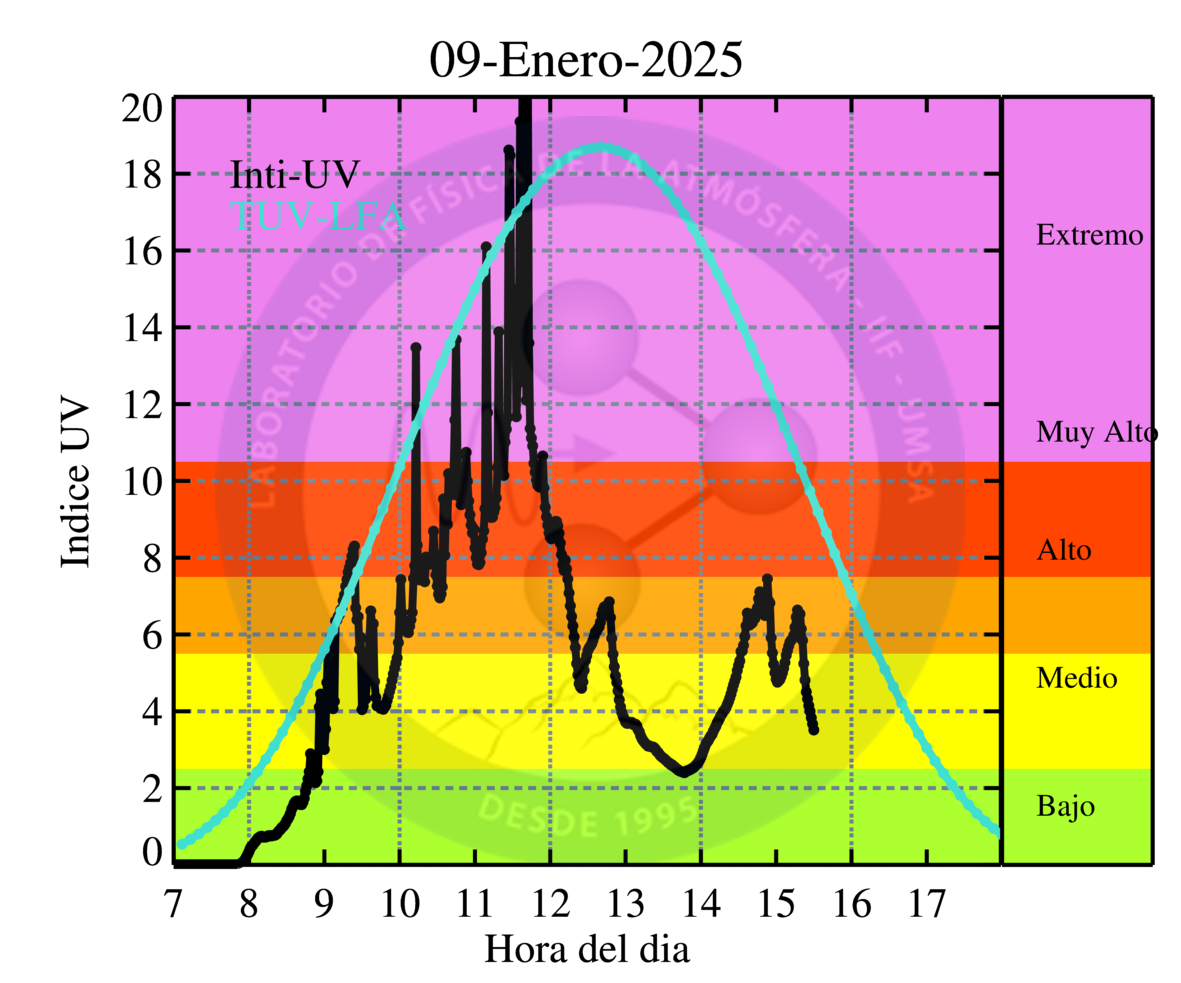 09-Enero-2025
Inti-UV
TUV-LFA
Indice UV
20
18
16
14
12
10
8
6
4
2
0
Extremo
Muy Alto
Alto
Medio
Bajo
LABORATORIO DE FÍSICA DE LA ATMÓSFERA - IIF - UMSA
DESDE 1995
7 8 9 10 11 12 13 14 15 16 17
Hora del dia